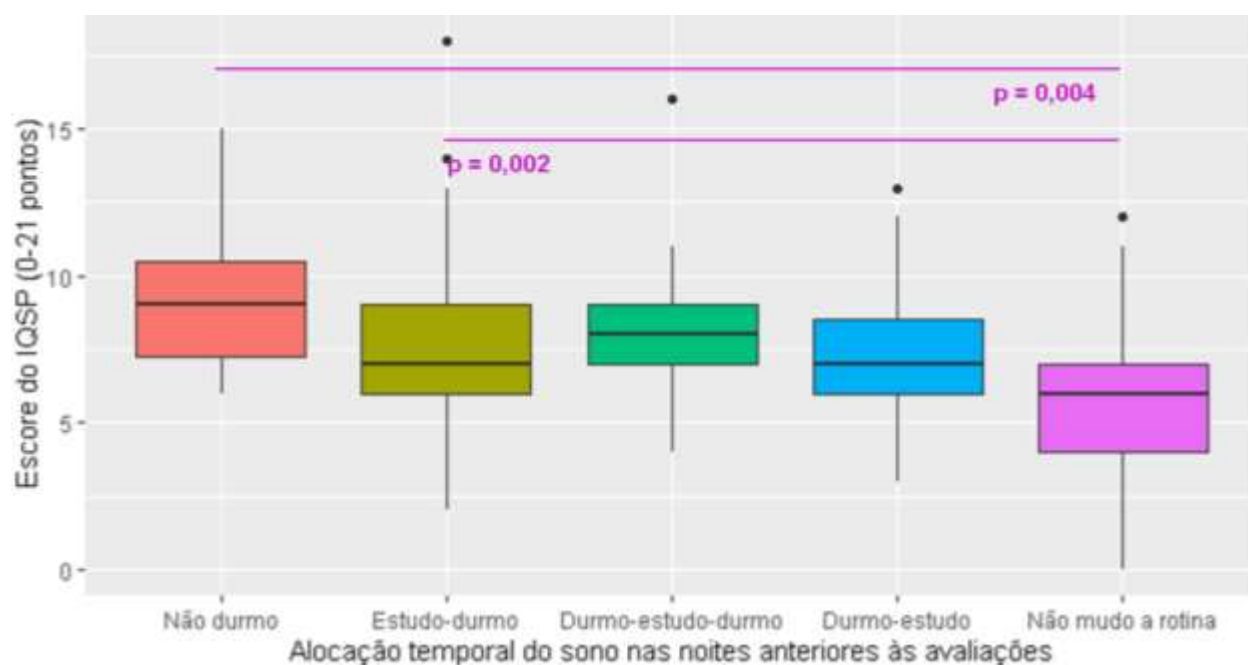 p = 0,004
p = 0,002
Escore do IQSP (0-21 pontos)
15
10
5
0
Não durmo
Estudo-durmo
Durmo-estudo-durmo
Durmo-estudo
Não mudo a rotina
Alocação temporal do sono nas noites anteriores às avaliações